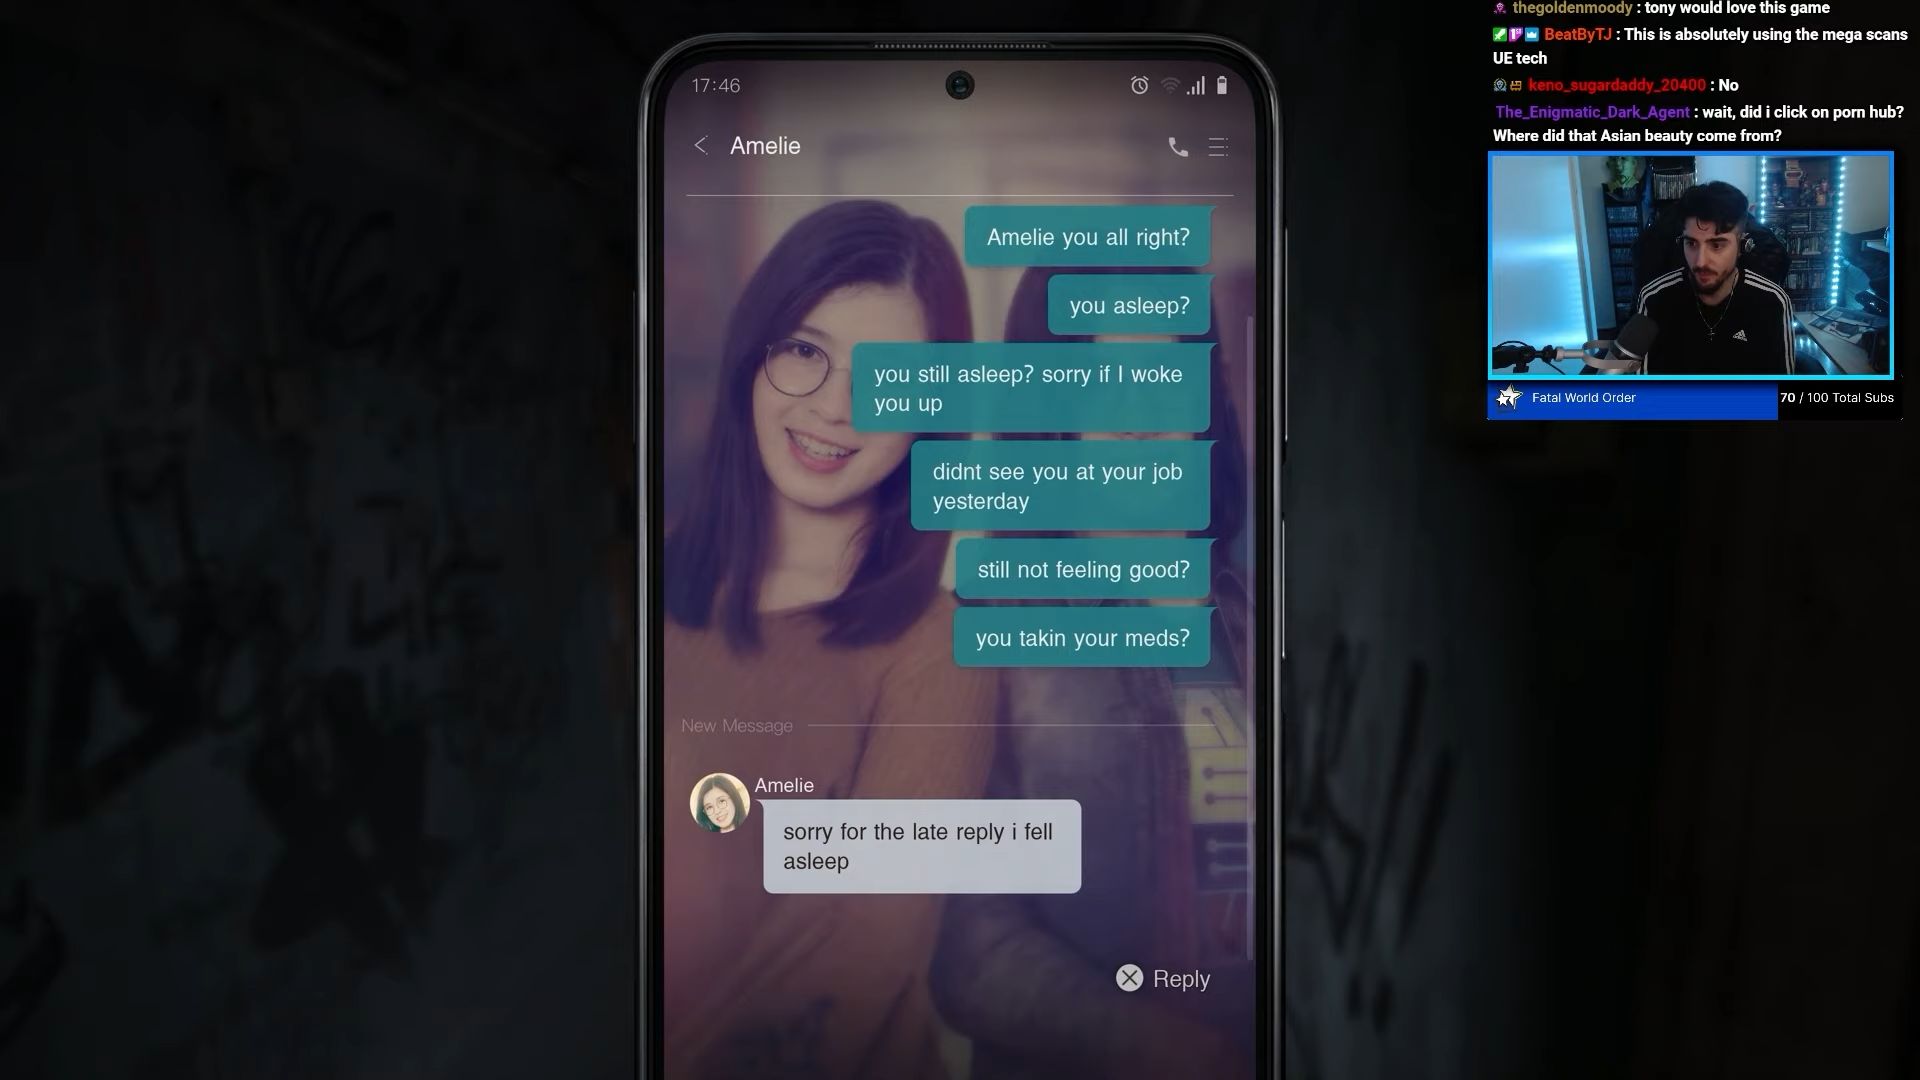 17:46
Amelie
Amelie you all right?
you asleep?
you still asleep? sorry if I woke
you up
didnt see you at your job
yesterday
still not feeling good?
you takin your meds?
New Message
Amelie
sorry for the late reply i fell
asleep
Reply
thegoldenmoody : tony would love this game
BeatByTJ : This is absolutely using the mega scans
UE tech
keno_sugardaddy_20400 : No
The_Enigmatic_Dark_Agent : wait, did i click on porn hub?
Where did that Asian beauty come from?
Fatal World Order
70 / 100 Total Subs